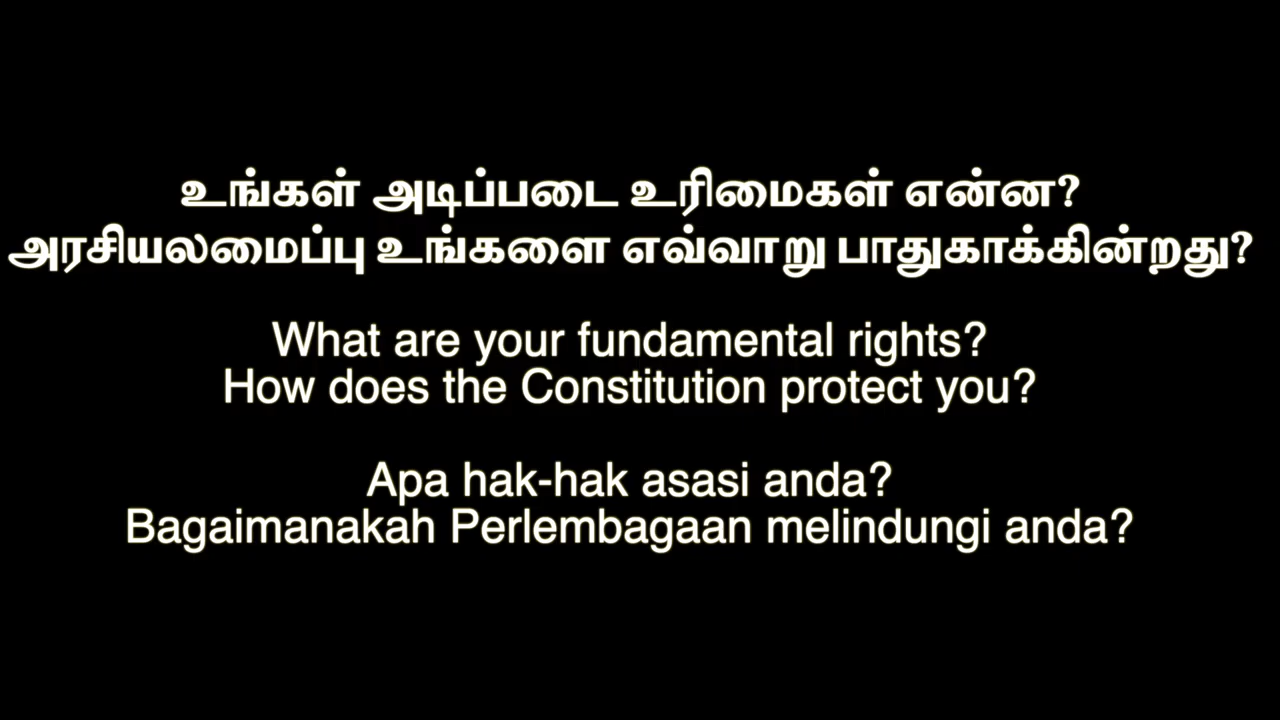 உங்கள் அடிப்படை உரிமைகள் என்ன?
அரசியலமைப்பு உங்களை எவ்வாறு பாதுகாக்கின்றது?
What are your fundamental rights?
How does the Constitution protect you?
Apa hak-hak asasi anda?
Bagaimanakah Perlembagaan melindungi anda?